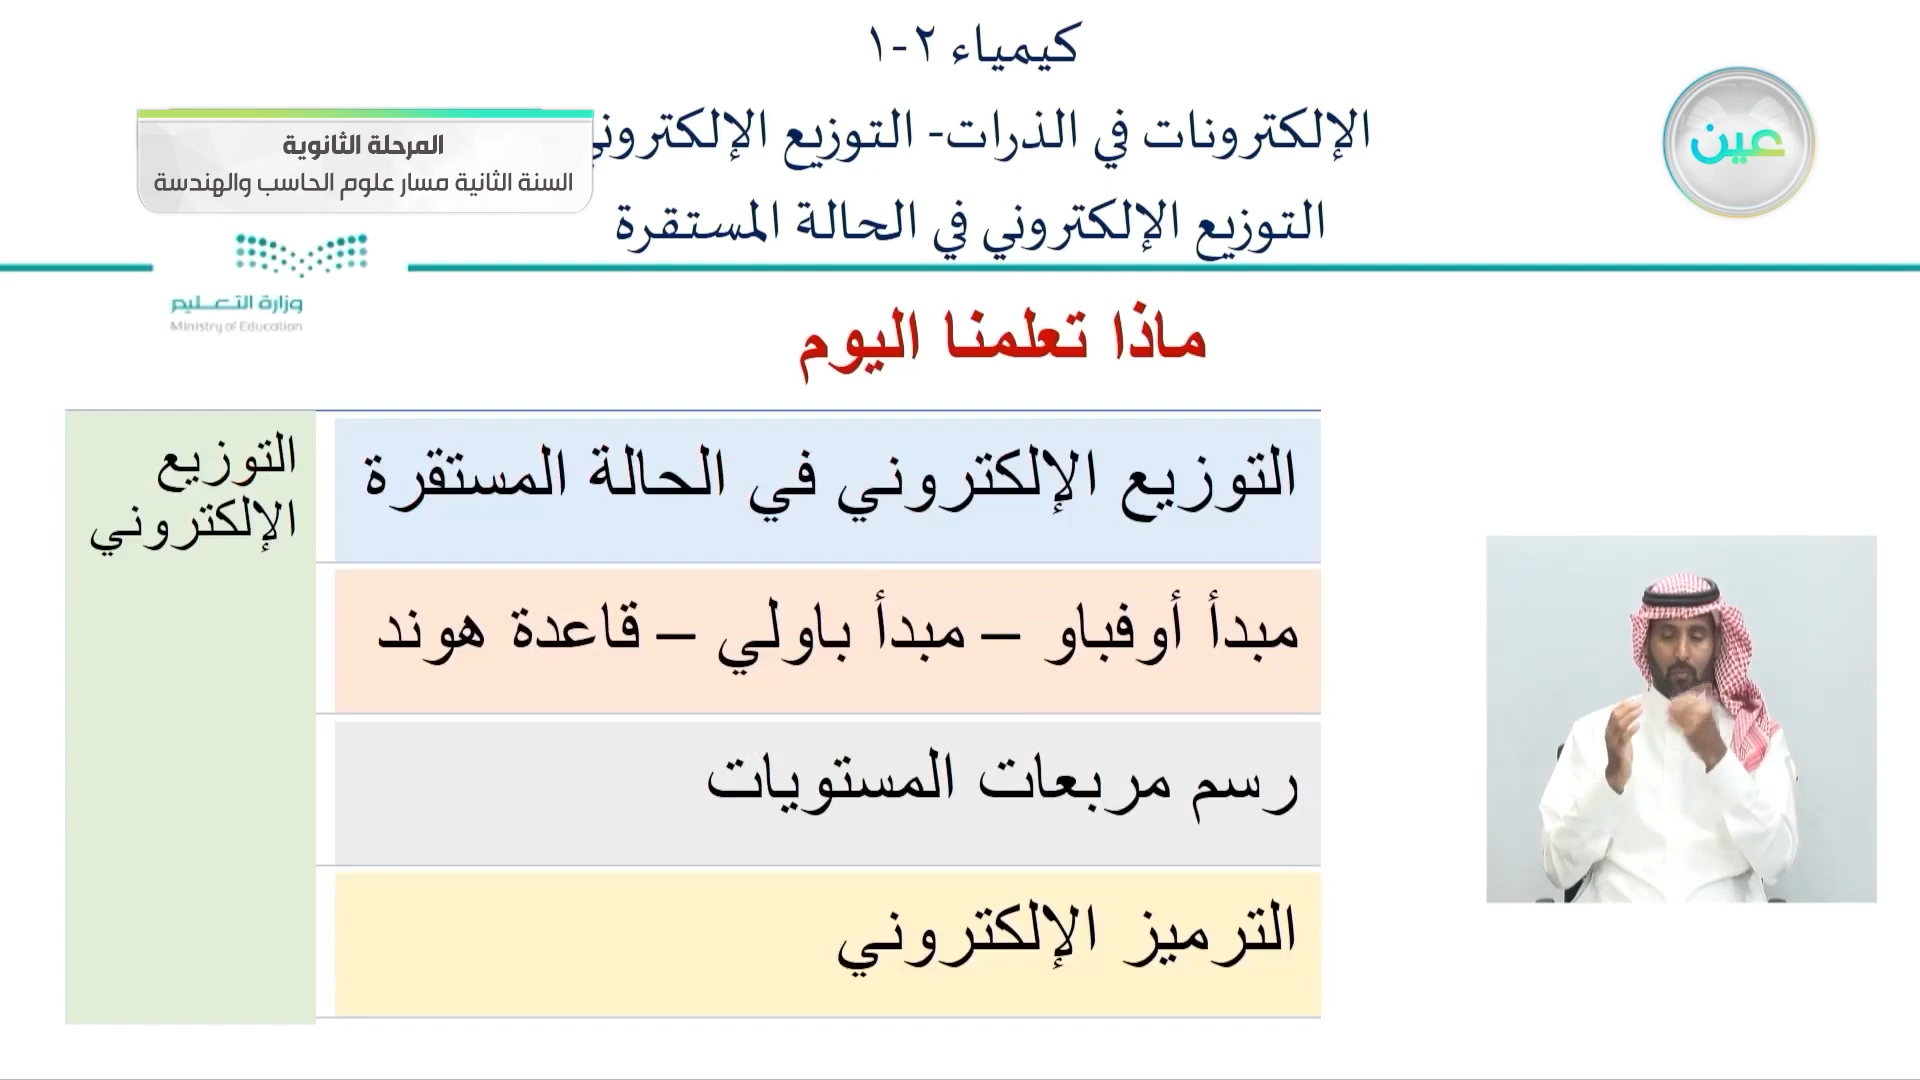 كيمياء ٢-١
الإلكترونات في الذرات- التوزيع الإلكتروني
التوزيع الإلكتروني في الحالة المستقرة
عين
المرحلة الثانوية
السنة الثانية مسار علوم الحاسب والهندسة
وزارة التعليم
Ministry of Education
ماذا تعلمنا اليوم
التوزيع الإلكتروني في الحالة المستقرة
مبدأ أوفباو – مبدأ باولي – قاعدة هوند
رسم مربعات المستويات
الترميز الإلكتروني
التوزيع
الإلكتروني